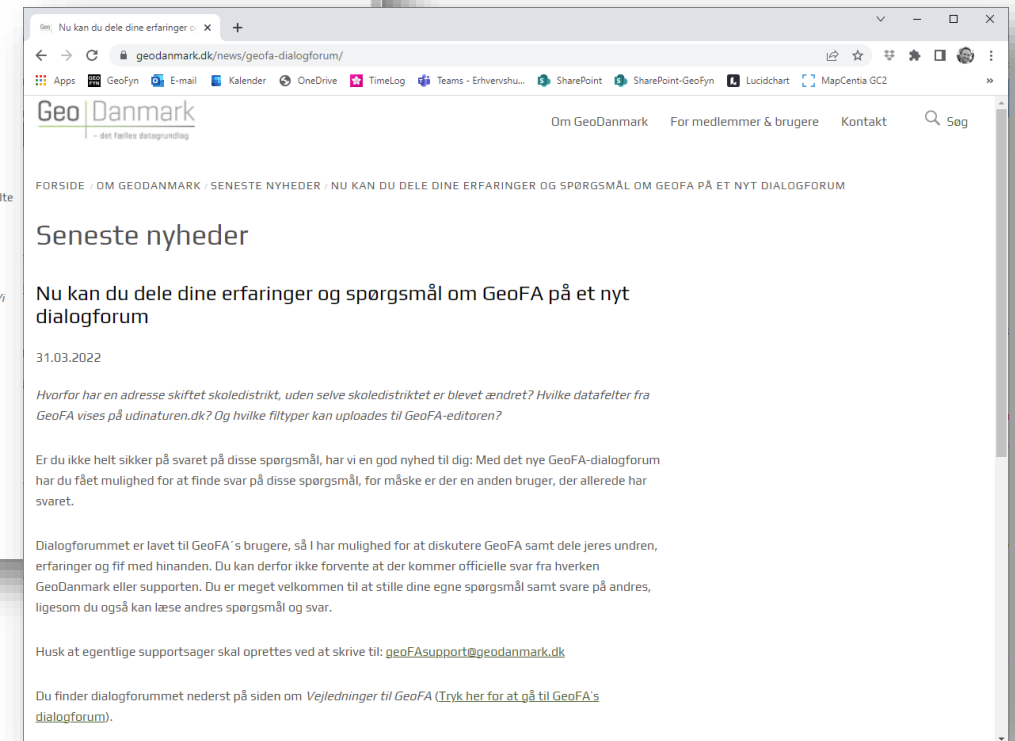 Geo Nu kan du dele dine erfaringer o
geodanmark.dk/news/geofa-dialogforum/
Apps GEO FYN GeoFyn E-mail Kalender OneDrive TimeLog Teams - Erhvervshu... SharePoint SharePoint-GeoFyn Lucidchart MapCentia GC2 »
Geo Danmark
- det fælles datagrundlag
Om GeoDanmark For medlemmer & brugere Kontakt Søg
FORSIDE / OM GEODANMARK / SENESTE NYHEDER / NU KAN DU DELE DINE ERFARINGER OG SPØRGSMÅL OM GEOFA PÅ ET NYT DIALOGFORUM
lte
Seneste nyheder
Vi
Nu kan du dele dine erfaringer og spørgsmål om GeoFA på et nyt
dialogforum
31.03.2022
Hvorfor har en adresse skiftet skoledistrikt, uden selve skoledistriktet er blevet ændret? Hvilke datafelter fra
GeoFA vises på udinaturen.dk? Og hvilke filtyper kan uploades til GeoFA-editoren?
Er du ikke helt sikker på svaret på disse spørgsmål, har vi en god nyhed til dig: Med det nye GeoFA-dialogforum
har du fået mulighed for at finde svar på disse spørgsmål, for måske er der en anden bruger, der allerede har
svaret.
Dialogforummet er lavet til GeoFA´s brugere, så I har mulighed for at diskutere GeoFA samt dele jeres undren,
erfaringer og fif med hinanden. Du kan derfor ikke forvente at der kommer officielle svar fra hverken
GeoDanmark eller supporten. Du er meget velkommen til at stille dine egne spørgsmål samt svare på andres,
ligesom du også kan læse andres spørgsmål og svar.
Husk at egentlige supportsager skal oprettes ved at skrive til: geoFAsupport@geodanmark.dk
Du finder dialogforummet nederst på siden om Vejledninger til GeoFA (Tryk her for at gå til GeoFA´s
dialogforum).